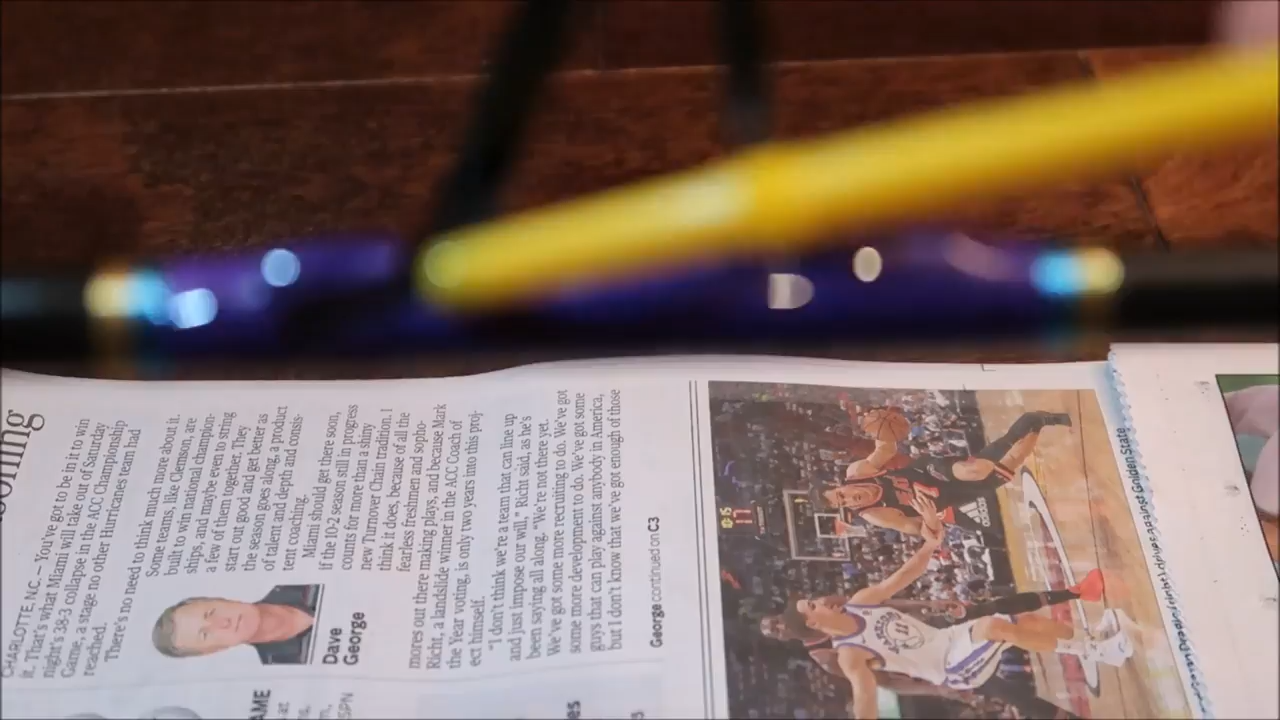 CHARLOTTE, N.C. — You've got to be in it to win
it. That's what Miami will take out of Saturday
night's 38-3 collapse in the ACC Championship
Game, a stage no other Hurricanes team had
reached.
There's no need to think much more about it.
Some teams, like Clemson, are
built to win national champion-
ships, and maybe even to string
a few of them together. They
start out good and get better as
the season goes along, a product
of talent and depth and consis-
tent coaching.
Miami should get there soon,
if the 10-2 season still in progress
counts for more than a shiny
new Turnover Chain tradition. I
think it does, because of all the
fearless freshmen and sopho-
mores out there making plays, and because Mark
Richt, a landslide winner in the ACC Coach of
the Year voting, is only two years into this proj-
ect himself.
"I don't think we're a team that can line up
and just impose our will," Richt said, as he's
been saying all along. "We're not there yet.
We've got some more recruiting to do. We've got
some more development to do. We've got some
guys that can play against anybody in America,
but I don't know that we've got enough of those
Dave
George
George continued on C3
AME
at
ESPN
adidas
11
against Golden State.